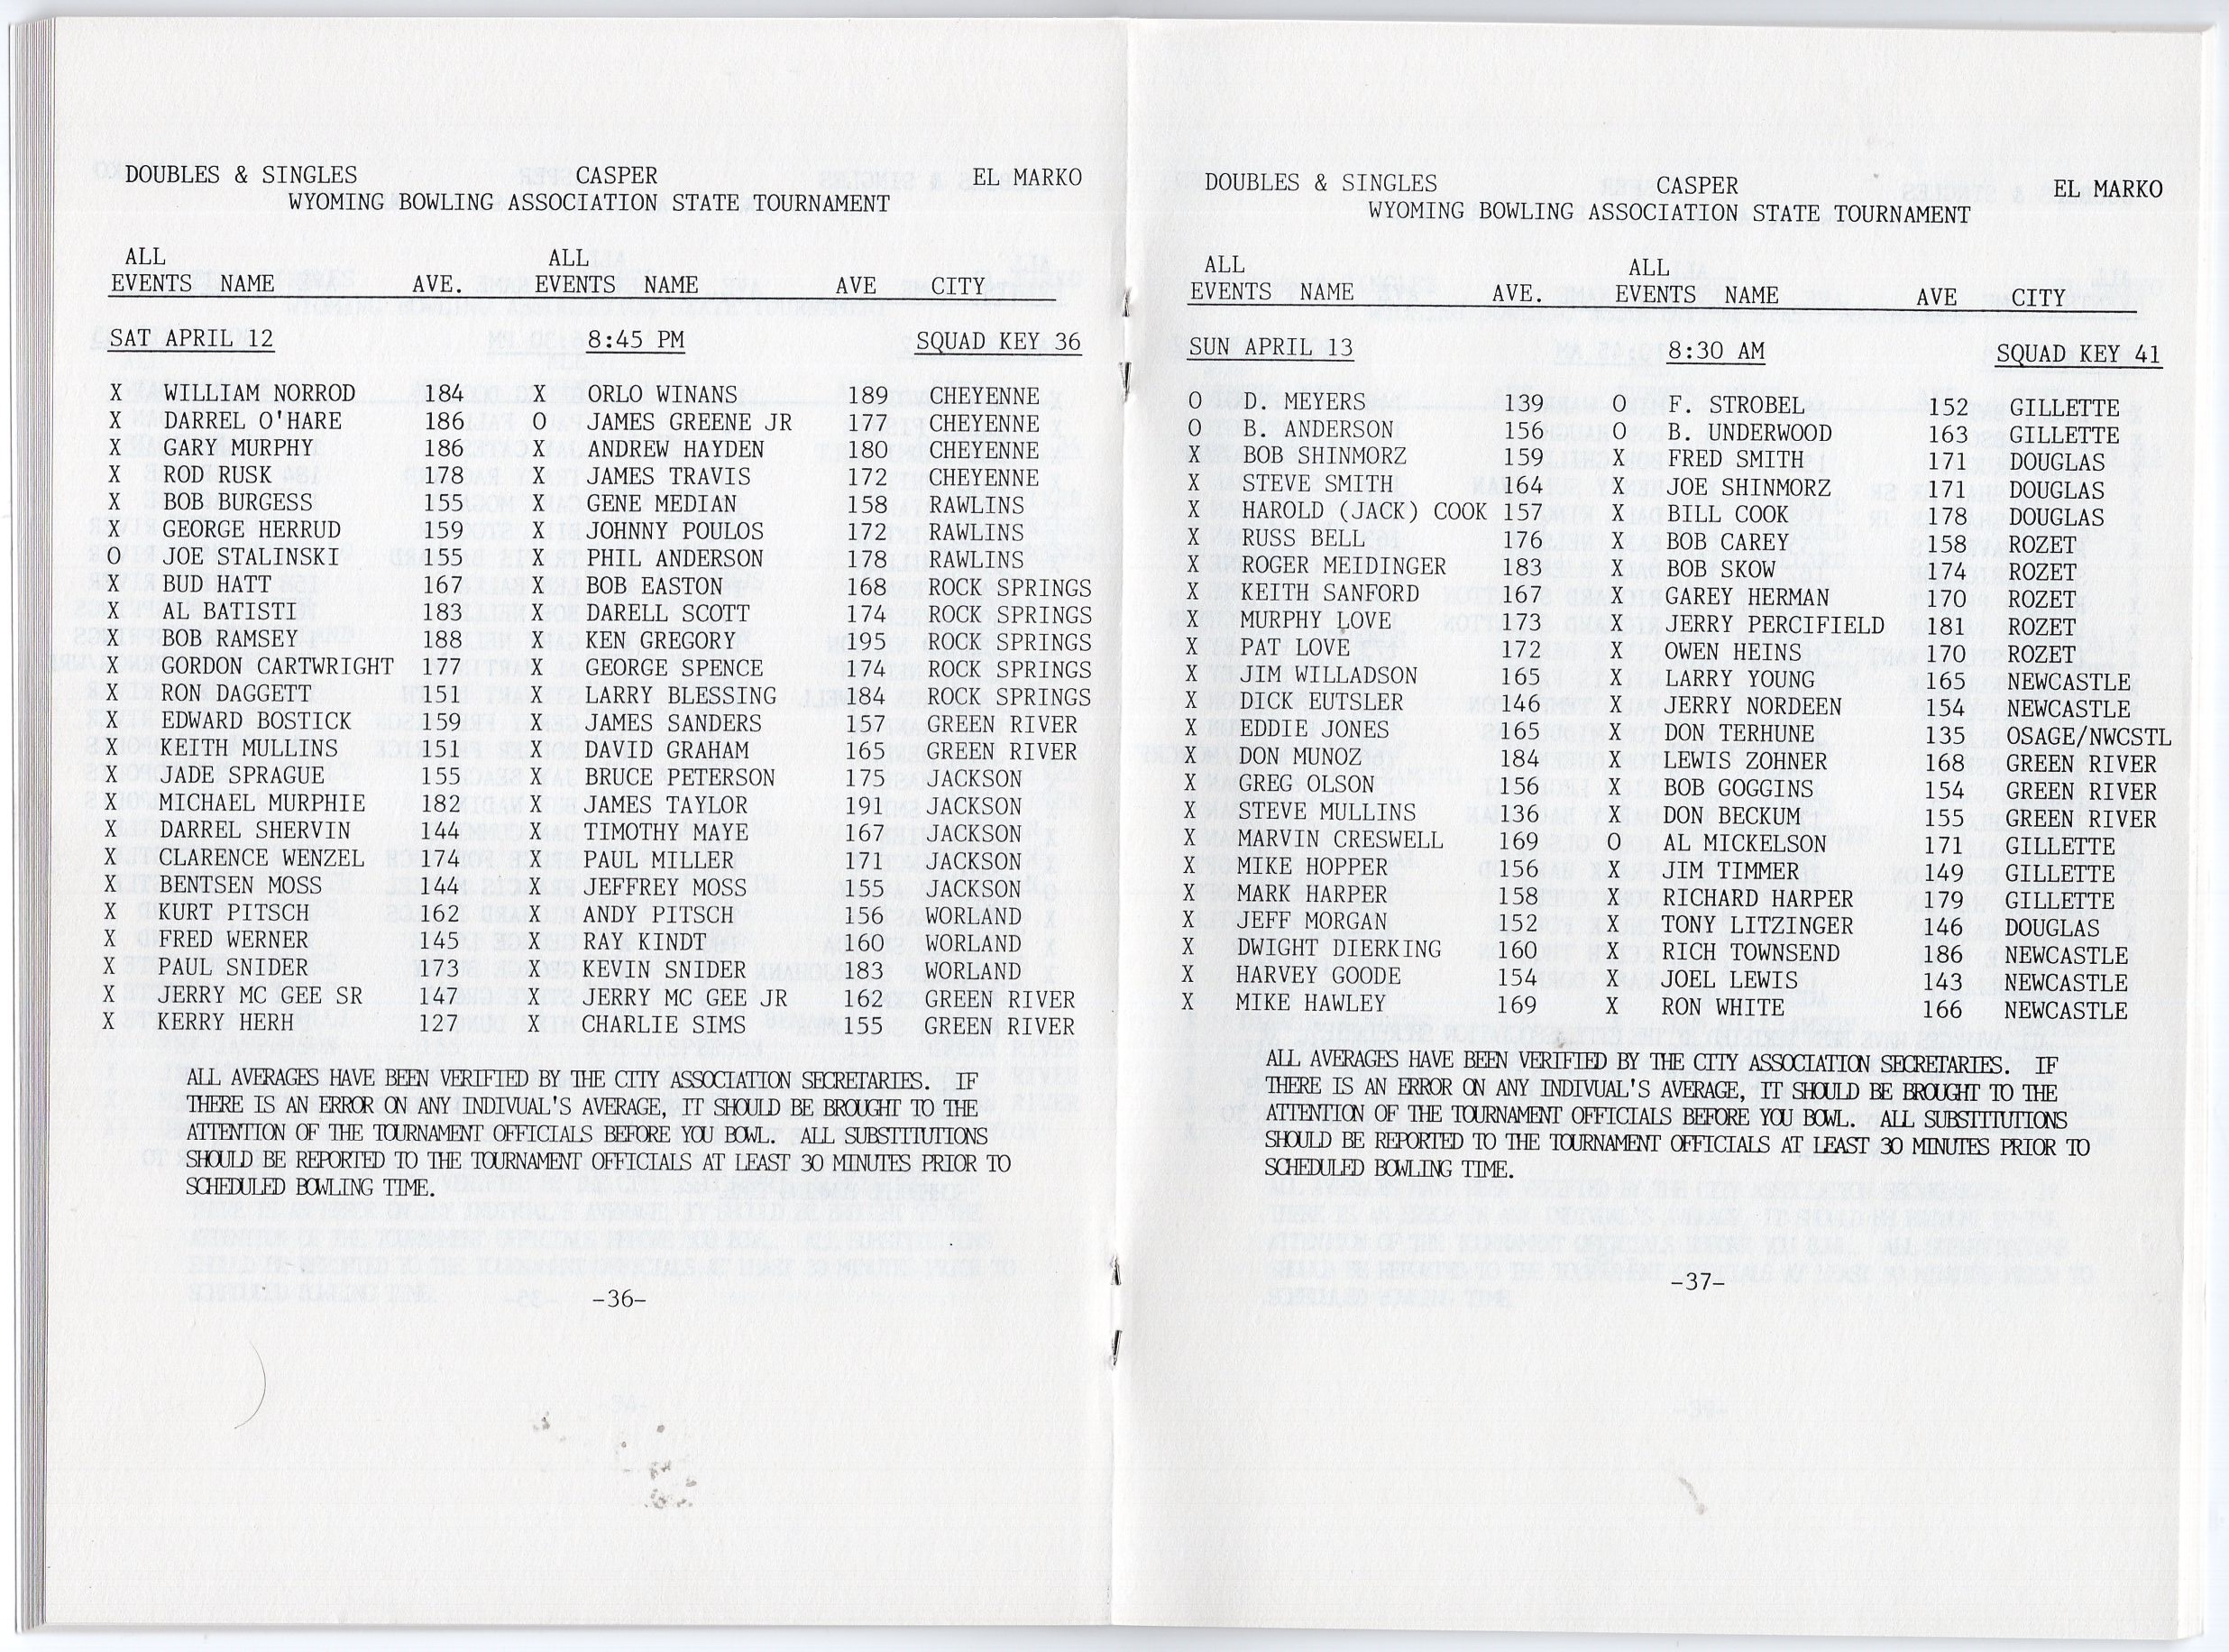 DOUBLES & SINGLES CASPER EL MARKO
WYOMING BOWLING ASSOCIATION STATE TOURNAMENT
ALL ALL
EVENTS NAME AVE. EVENTS NAME AVE CITY
SAT APRIL 12 8:45 PM SQUAD KEY 36
X WILLIAM NORROD 184 X ORLO WINANS 189 CHEYENNE
X DARREL O'HARE 186 O JAMES GREENE JR 177 CHEYENNE
X GARY MURPHY 186 X ANDREW HAYDEN 180 CHEYENNE
X ROD RUSK 178 X JAMES TRAVIS 172 CHEYENNE
X BOB BURGESS 155 X GENE MEDIAN 158 RAWLINS
X GEORGE HERRUD 159 X JOHNNY POULOS 172 RAWLINS
O JOE STALINSKI 155 X PHIL ANDERSON 178 RAWLINS
X BUD HATT 167 X BOB EASTON 168 ROCK SPRINGS
X AL BATISTI 183 X DARELL SCOTT 174 ROCK SPRINGS
X BOB RAMSEY 188 X KEN GREGORY 195 ROCK SPRINGS
X GORDON CARTWRIGHT 177 X GEORGE SPENCE 174 ROCK SPRINGS
X RON DAGGETT 151 X LARRY BLESSING 184 ROCK SPRINGS
X EDWARD BOSTICK 159 X JAMES SANDERS 157 GREEN RIVER
X KEITH MULLINS 151 X DAVID GRAHAM 165 GREEN RIVER
X JADE SPRAGUE 155 X BRUCE PETERSON 175 JACKSON
X MICHAEL MURPHIE 182 X JAMES TAYLOR 191 JACKSON
X DARREL SHERVIN 144 X TIMOTHY MAYE 167 JACKSON
X CLARENCE WENZEL 174 X PAUL MILLER 171 JACKSON
X BENTSEN MOSS 144 X JEFFREY MOSS 155 JACKSON
X KURT PITSCH 162 X ANDY PITSCH 156 WORLAND
X FRED WERNER 145 X RAY KINDT 160 WORLAND
X PAUL SNIDER 173 X KEVIN SNIDER 183 WORLAND
X JERRY MC GEE SR 147 X JERRY MC GEE JR 162 GREEN RIVER
X KERRY HERH 127 X CHARLIE SIMS 155 GREEN RIVER
ALL AVERAGES HAVE BEEN VERIFIED BY THE CITY ASSOCIATION SECRETARIES. IF
THERE IS AN ERROR ON ANY INDIVUAL'S AVERAGE, IT SHOULD BE BROUGHT TO THE
ATTENTION OF THE TOURNAMENT OFFICIALS BEFORE YOU BOWL. ALL SUBSTITUTIONS
SHOULD BE REPORTED TO THE TOURNAMENT OFFICIALS AT LEAST 30 MINUTES PRIOR TO
SCHEDULED BOWLING TIME.
-36-
DOUBLES & SINGLES CASPER EL MARKO
WYOMING BOWLING ASSOCIATION STATE TOURNAMENT
ALL ALL
EVENTS NAME AVE. EVENTS NAME AVE CITY
SUN APRIL 13 8:30 AM SQUAD KEY 41
O D. MEYERS 139 O F. STROBEL 152 GILLETTE
O B. ANDERSON 156 O B. UNDERWOOD 163 GILLETTE
X BOB SHINMORZ 159 X FRED SMITH 171 DOUGLAS
X STEVE SMITH 164 X JOE SHINMORZ 171 DOUGLAS
X HAROLD (JACK) COOK 157 X BILL COOK 178 DOUGLAS
X RUSS BELL 176 X BOB CAREY 158 ROZET
X ROGER MEIDINGER 183 X BOB SKOW 174 ROZET
X KEITH SANFORD 167 X GAREY HERMAN 170 ROZET
X MURPHY LOVE 173 X JERRY PERCIFIELD 181 ROZET
X PAT LOVE 172 X OWEN HEINS 170 ROZET
X JIM WILLADSON 165 X LARRY YOUNG 165 NEWCASTLE
X DICK EUTSLER 146 X JERRY NORDEEN 154 NEWCASTLE
X EDDIE JONES 165 X DON TERHUNE 135 OSAGE/NWCSTL
X DON MUNOZ 184 X LEWIS ZOHNER 168 GREEN RIVER
X GREG OLSON 156 X BOB GOGGINS 154 GREEN RIVER
X STEVE MULLINS 136 X DON BECKUM 155 GREEN RIVER
X MARVIN CRESWELL 169 O AL MICKELSON 171 GILLETTE
X MIKE HOPPER 156 X JIM TIMMER 149 GILLETTE
X MARK HARPER 158 X RICHARD HARPER 179 GILLETTE
X JEFF MORGAN 152 X TONY LITZINGER 146 DOUGLAS
X DWIGHT DIERKING 160 X RICH TOWNSEND 186 NEWCASTLE
X HARVEY GOODE 154 X JOEL LEWIS 143 NEWCASTLE
X MIKE HAWLEY 169 X RON WHITE 166 NEWCASTLE
ALL AVERAGES HAVE BEEN VERIFIED BY THE CITY ASSOCIATION SECRETARIES. IF
THERE IS AN ERROR ON ANY INDIVUAL'S AVERAGE, IT SHOULD BE BROUGHT TO THE
ATTENTION OF THE TOURNAMENT OFFICIALS BEFORE YOU BOWL. ALL SUBSTITUTIONS
SHOULD BE REPORTED TO THE TOURNAMENT OFFICIALS AT LEAST 30 MINUTES PRIOR TO
SCHEDULED BOWLING TIME.
-37-